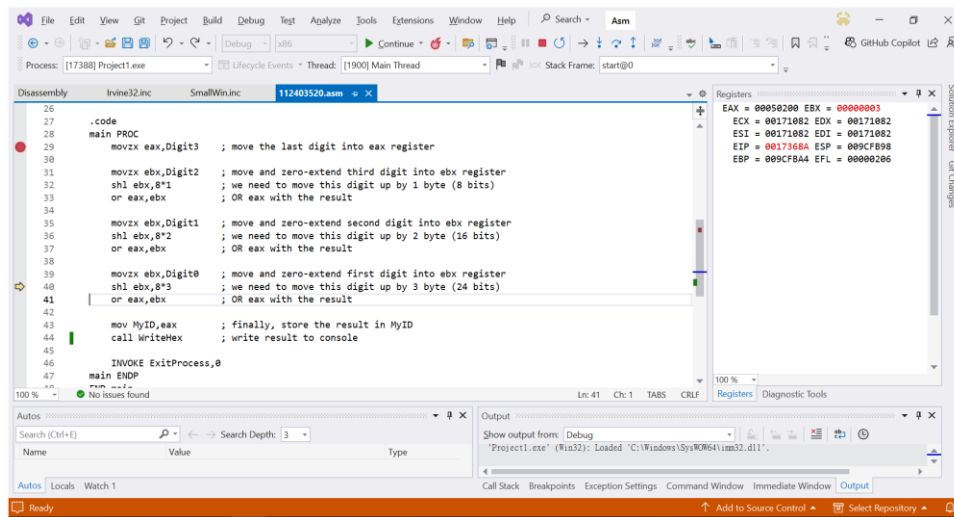 File Edit View Git Project Build Debug Test Analyze Tools Extensions Window Help Search Asm
Debug x86 Continue GitHub Copilot
Process: [17388] Project1.exe Lifecycle Events Thread: [1900] Main Thread Stack Frame: start@0
Disassembly Irvine32.inc SmallWin.inc 112403520.asm
26
27 .code
28 main PROC
29 movzx eax,Digit3 ; move the last digit into eax register
30
31 movzx ebx,Digit2 ; move and zero-extend third digit into ebx register
32 shl ebx,8*1 ; we need to move this digit up by 1 byte (8 bits)
33 or eax,ebx ; OR eax with the result
34
35 movzx ebx,Digit1 ; move and zero-extend second digit into ebx register
36 shl ebx,8*2 ; we need to move this digit up by 2 byte (16 bits)
37 or eax,ebx ; OR eax with the result
38
39 movzx ebx,Digit0 ; move and zero-extend first digit into ebx register
40 shl ebx,8*3 ; we need to move this digit up by 3 byte (24 bits)
41 or eax,ebx ; OR eax with the result
42
43 mov MyID,eax ; finally, store the result in MyID
44 call WriteHex ; write result to console
45
46 INVOKE ExitProcess,0
47 main ENDP
100 % No issues found Ln: 41 Ch: 1 TABS CRLF
Registers
EAX = 00050200 EBX = 00000003
ECX = 00171082 EDX = 00171082
ESI = 00171082 EDI = 00171082
EIP = 0017368A ESP = 009CFB98
EBP = 009CFBA4 EFL = 00000206
100 %
Registers Diagnostic Tools
Solution Explorer
Git Changes
Autos
Search (Ctrl+E) Search Depth: 3
Name Value Type
Autos Locals Watch 1
Output
Show output from: Debug
'Project1.exe' (Win32): Loaded 'C:\Windows\SysWOW64\imm32.dll'.
Call Stack Breakpoints Exception Settings Command Window Immediate Window Output
Ready Add to Source Control Select Repository